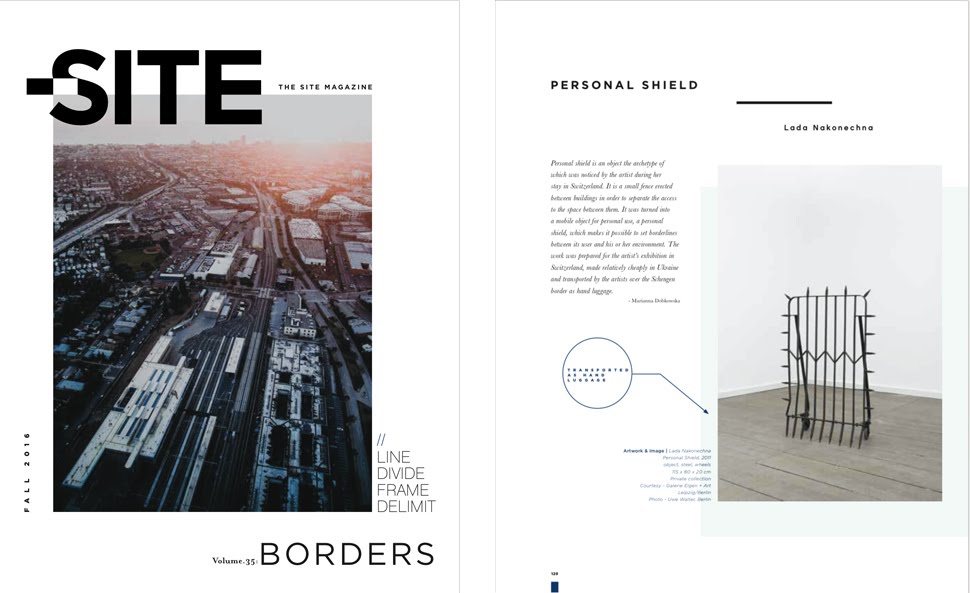 SITE
THE SITE MAGAZINE
FALL 2016
//
LINE
DIVIDE
FRAME
DELIMIT
Volume.35:BORDERS
PERSONAL SHIELD
Lada Nakonechna
Personal shield is an object the archetype of
which was noticed by the artist during her
stay in Switzerland. It is a small fence erected
between buildings in order to separate the access
to the space between them. It was turned into
a mobile object for personal use, a personal
shield, which makes it possible to set borderlines
between its user and his or her environment. The
work was prepared for the artist's exhibition in
Switzerland, made relatively cheaply in Ukraine
and transported by the artists over the Schengen
border as hand luggage.
- Marianna Dobkowska
TRANSPORTED
AS HAND
LUGGAGE
Artwork & Image | Lada Nakonechna
Personal Shield, 2011
object, steel, wheels
115 x 80 x 20 cm
Private collection
Courtesy - Galerie Eigen + Art
Leipzig/Berlin
Photo - Uwe Walter, Berlin
129